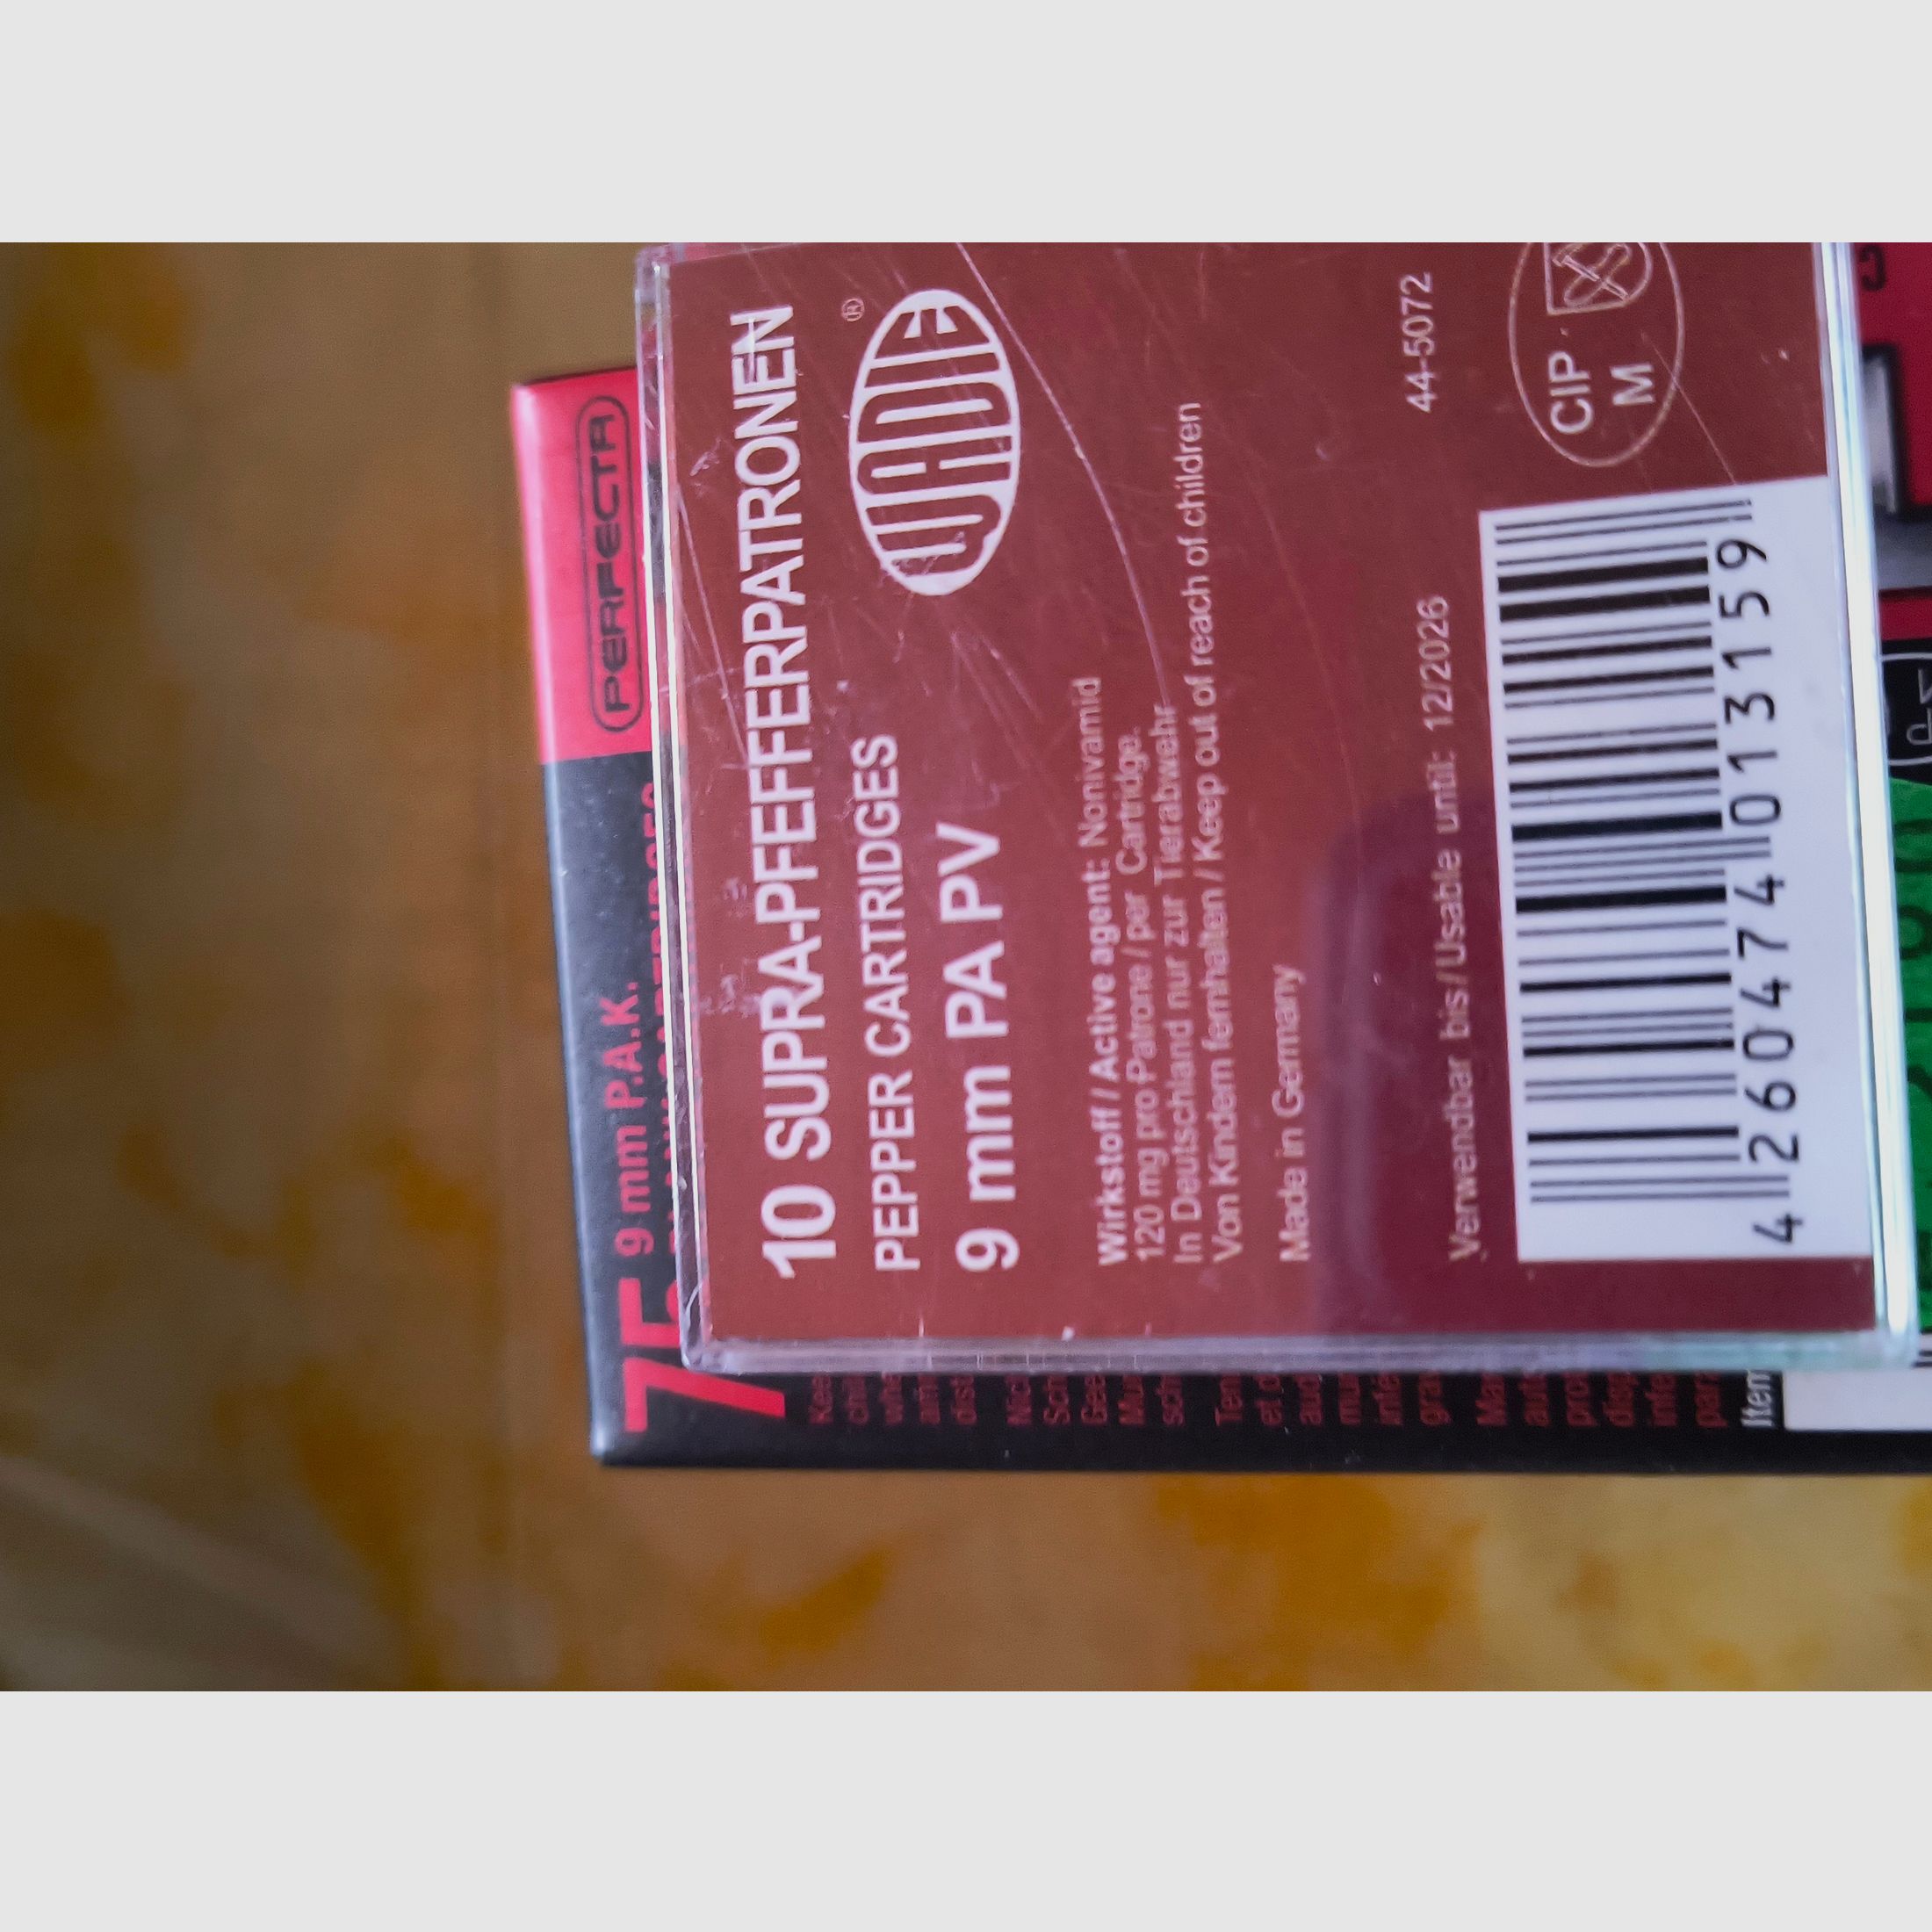 10 SUPRA-PFEFFERPATRONEN
PEPPER CARTRIDGES
9 mm PA PV
WADIE ®
Wirkstoff / Active agent: Nonivamid
120 mg pro Patrone / per Cartridge.
In Deutschland nur zur Tierabwehr
Von Kindern fernhalten / Keep out of reach of children
Made in Germany
44-5072
Verwendbar bis / Usable until: 12/2026
CIP
M
4 260474 013159
PERFECTA
75 9 mm P.A.K.
Item